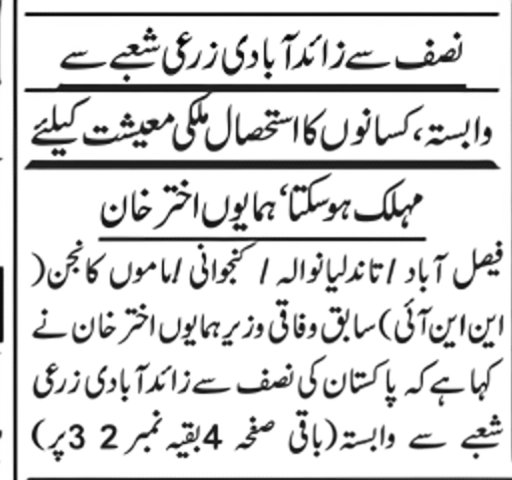 نصف سے زائد آبادی زرعی شعبے سے
وابستہ، کسانوں کا استحصال ملکی معیشت کیلئے
مہلک ہوسکتا، ہمایوں اختر خان
فیصل آباد / تاندلیانوالہ / کنجوانی / ماموں کانجن (
این این آئی) سابق وفاقی وزیر ہمایوں اختر خان نے
کہا ہے کہ پاکستان کی نصف سے زائد آبادی زرعی
شعبے سے وابستہ (باقی صفحہ 4 بقیہ نمبر 2 3 پر)